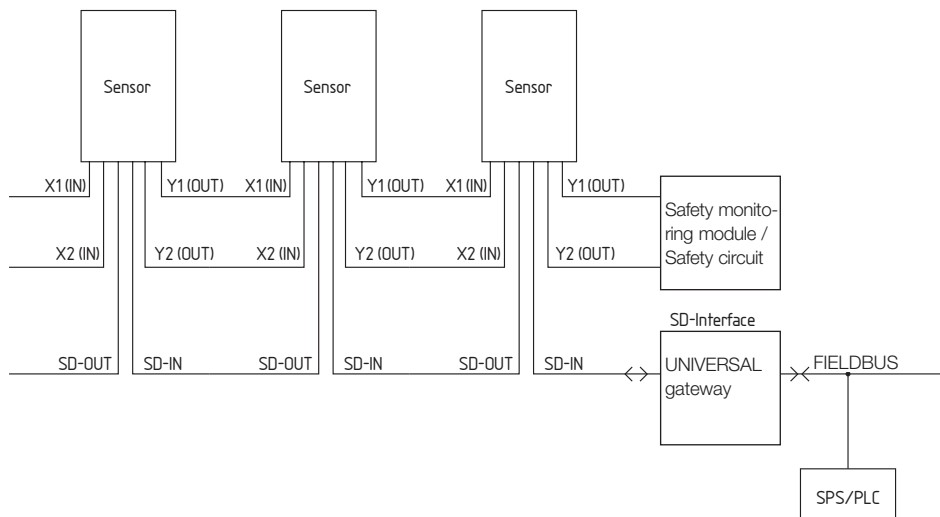 Sensor
Sensor
Sensor
X1 (IN)
Y1 (OUT)
X1 (IN)
Y1 (OUT)
X1 (IN)
Y1 (OUT)
X2 (IN)
Y2 (OUT)
X2 (IN)
Y2 (OUT)
X2 (IN)
Y2 (OUT)
Safety monito-
ring module /
Safety circuit
SD-Interface
SD-OUT
SD-IN
SD-OUT
SD-IN
SD-OUT
SD-IN
UNIVERSAL
gateway
FIELDBUS
SPS/PLC